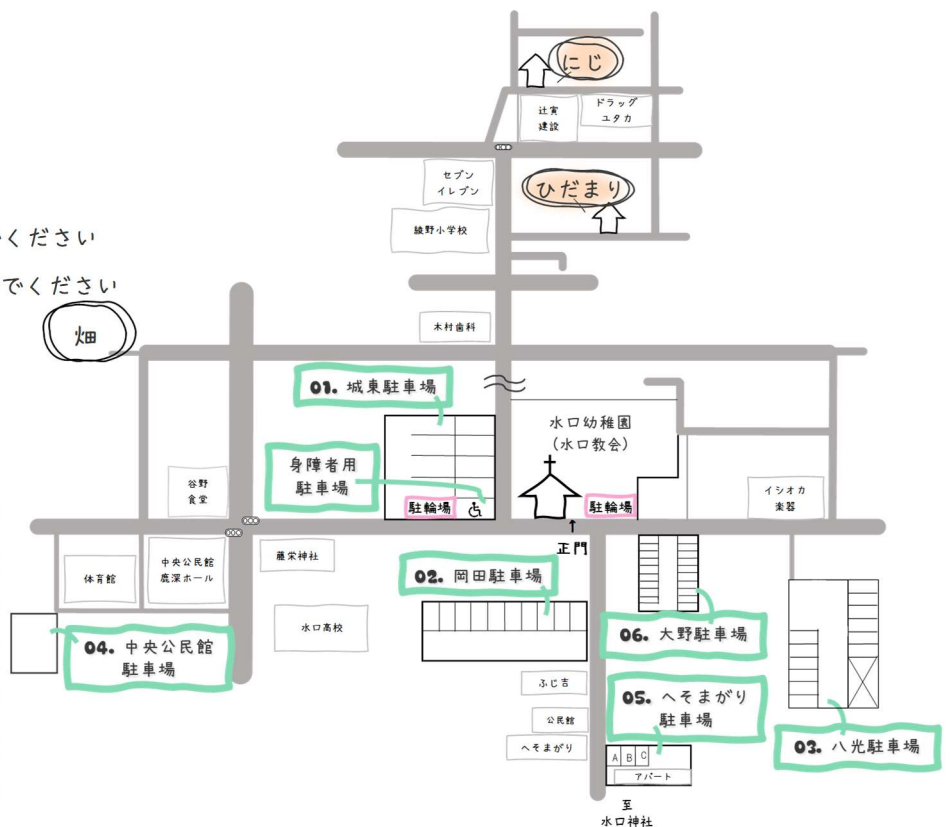 にじ
辻寅
建設
ドラッグ
ユタカ
セブン
イレブン
ひだまり
綾野小学校
ください
でください
畑
木村歯科
01. 城東駐車場
水口幼稚園
(水口教会)
身障者用
駐車場
谷野
食堂
駐輪場
駐輪場
イシオカ
楽器
正門
体育館
中央公民館
鹿深ホール
藤栄神社
02. 岡田駐車場
水口高校
04. 中央公民館
駐車場
06. 大野駐車場
ふじ吉
05. へそまがり
駐車場
公民館
へそまがり
03. 八光駐車場
A B C
アパート
至
水口神社